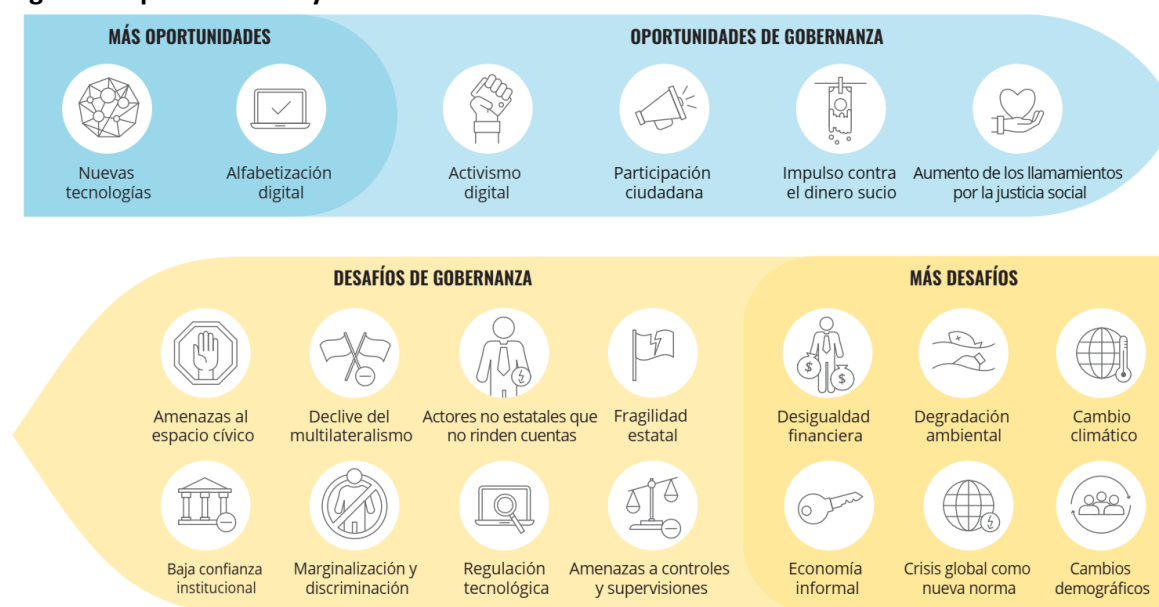 MÁS OPORTUNIDADES
OPORTUNIDADES DE GOBERNANZA
Nuevas
tecnologías
Alfabetización
digital
Activismo
digital
Participación
ciudadana
Impulso contra
el dinero sucio
Aumento de los llamamientos
por la justicia social
DESAFÍOS DE GOBERNANZA
MÁS DESAFÍOS
Amenazas al
espacio cívico
Declive del
multilateralismo
Actores no estatales que
no rinden cuentas
Fragilidad
estatal
Desigualdad
financiera
$
$
Degradación
ambiental
Cambio
climático
Baja confianza
institucional
Marginalización y
discriminación
Regulación
tecnológica
Amenazas a controles
y supervisiones
Economía
informal
Crisis global como
nueva norma
Cambios
demográficos